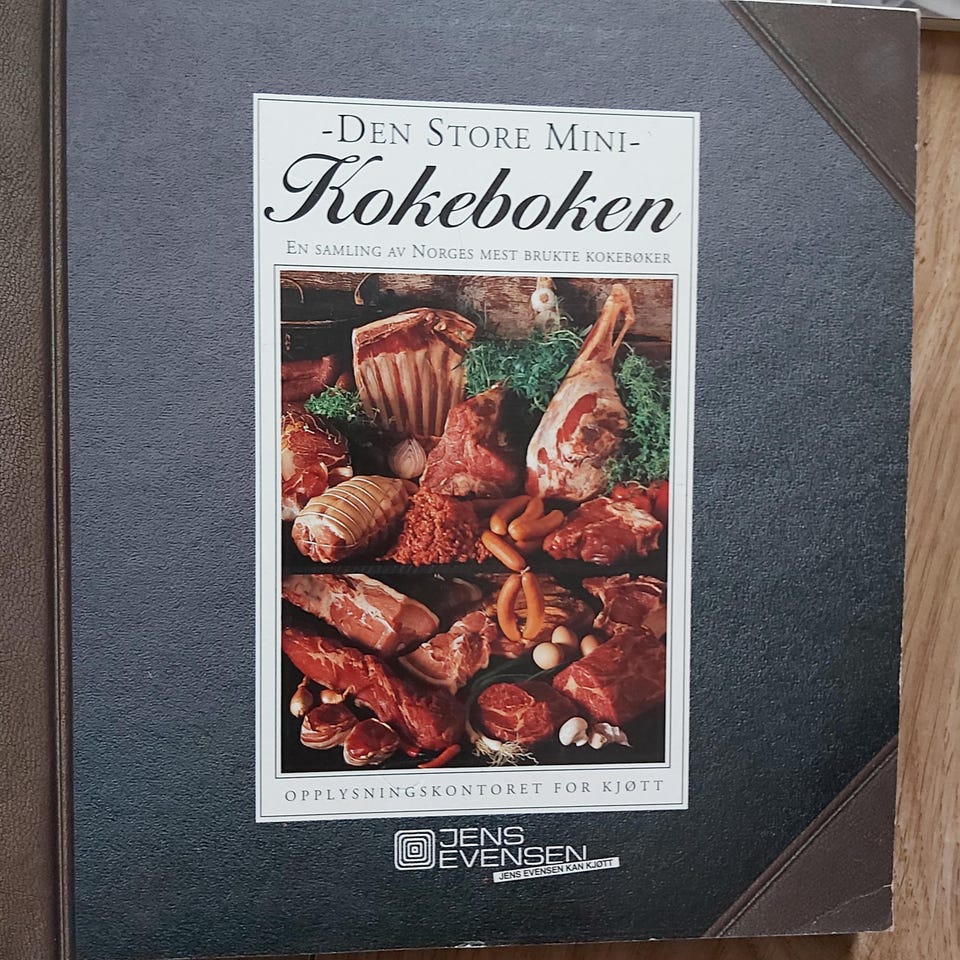 -Den Store Mini-
Kokeboken
En samling av Norges mest brukte kokebøker
Opplysningskontoret for kjøtt
JENS
EVENSEN
JENS EVENSEN KAN KJØTT